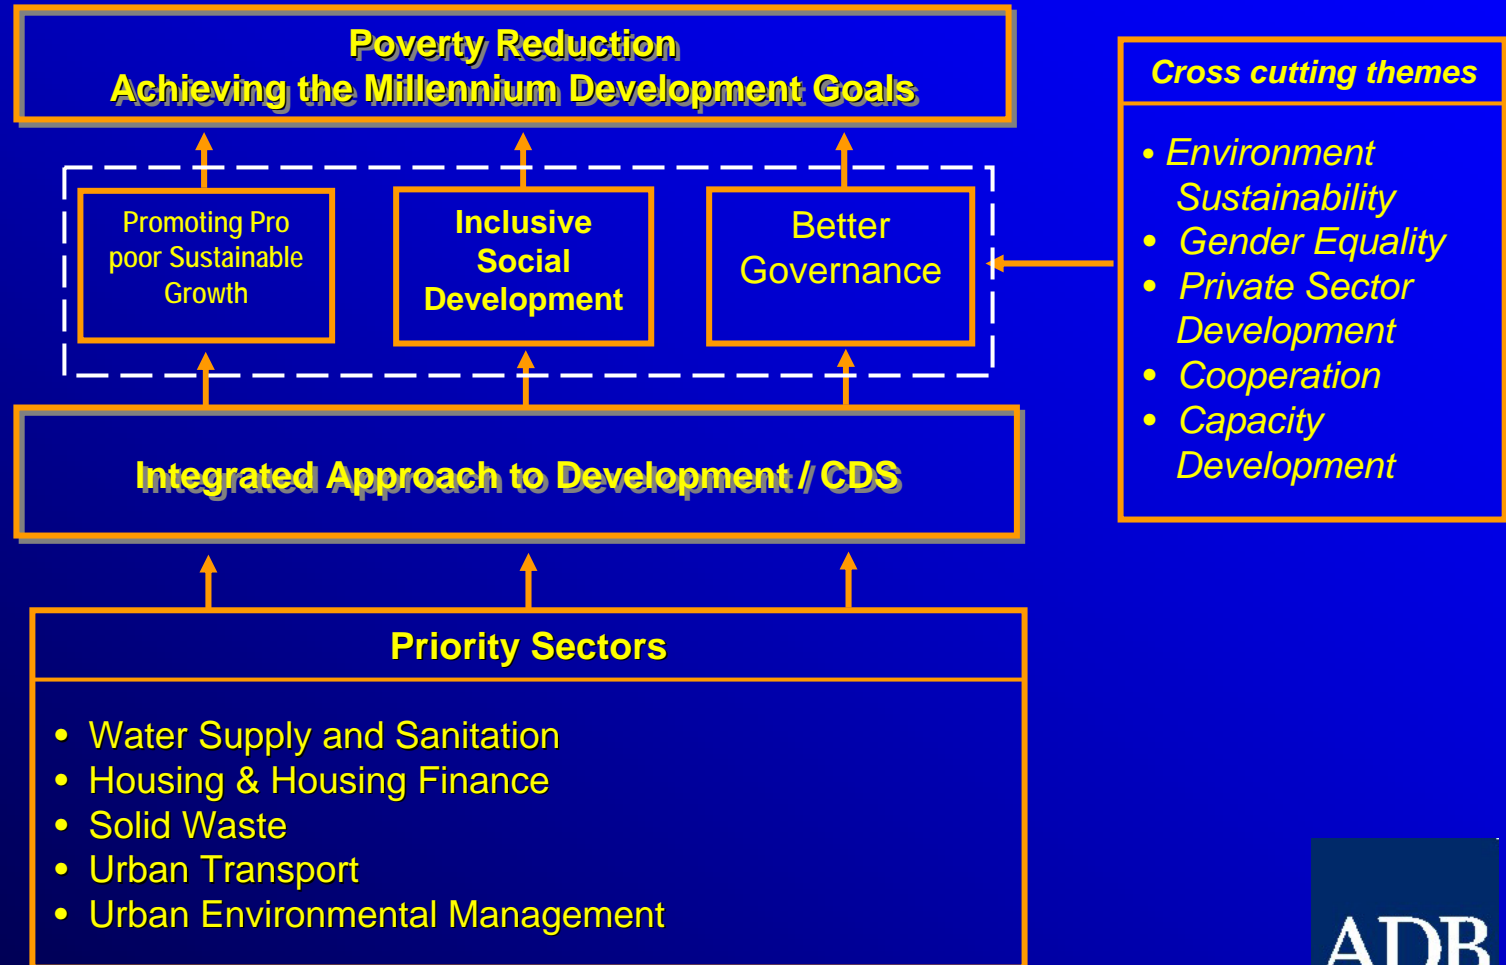 Poverty Reduction
Achieving the Millennium Development Goals
Promoting Pro
poor Sustainable
Growth
Inclusive
Social
Development
Better
Governance
Cross cutting themes
• Environment
Sustainability
• Gender Equality
• Private Sector
Development
• Cooperation
• Capacity
Development
Integrated Approach to Development / CDS
Priority Sectors
• Water Supply and Sanitation
• Housing & Housing Finance
• Solid Waste
• Urban Transport
• Urban Environmental Management
ADB